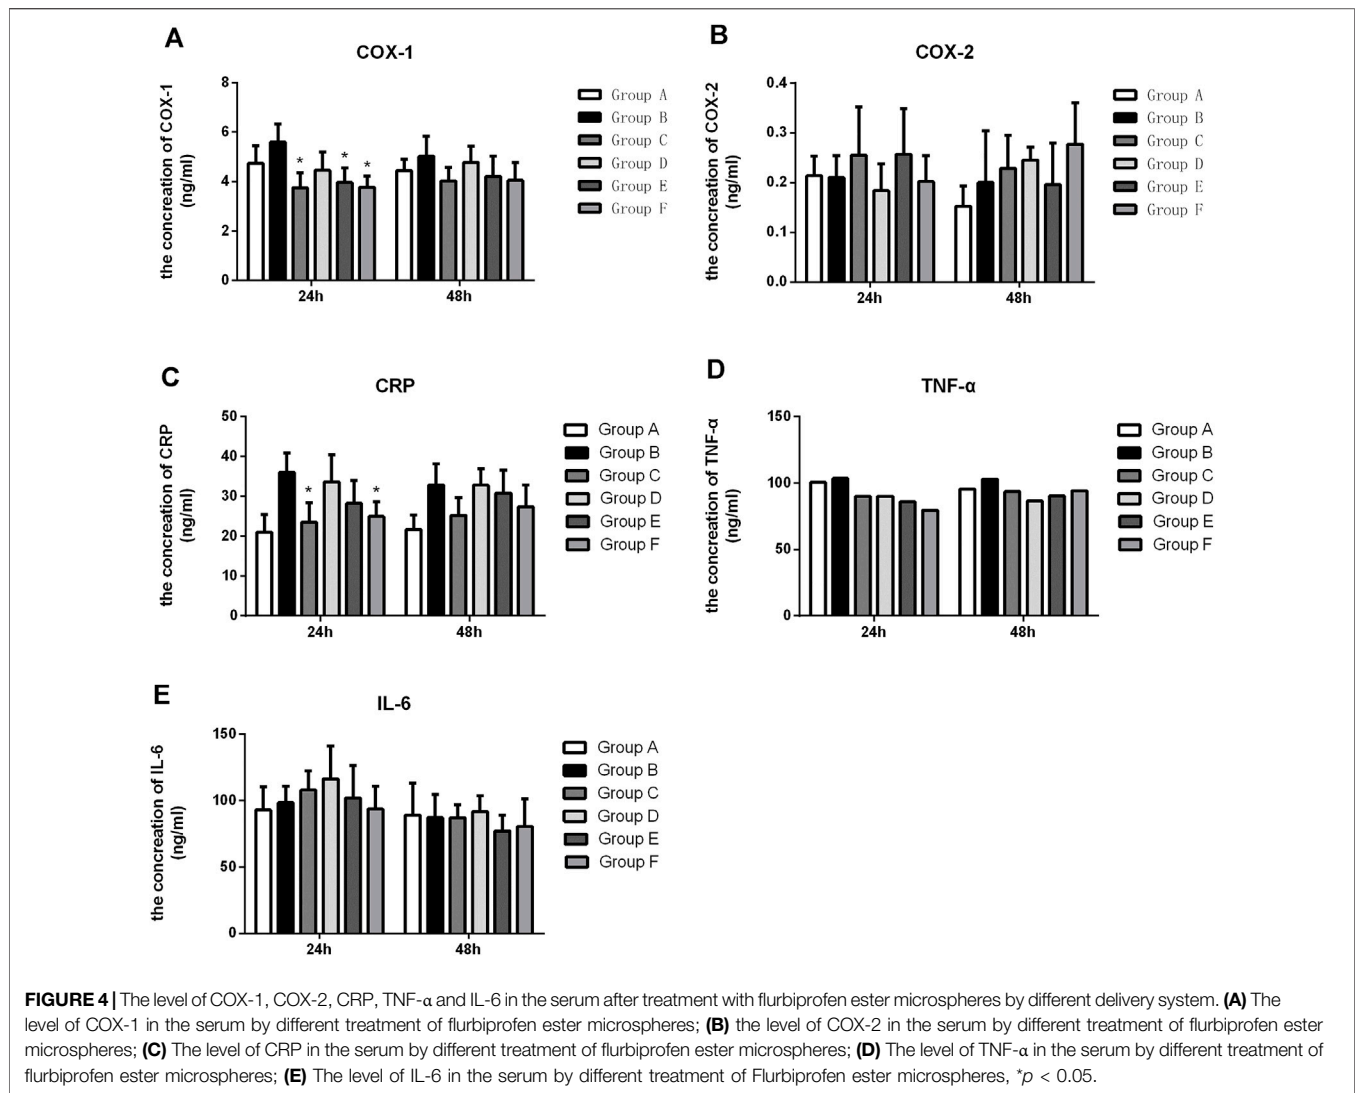 A
COX-1
the concreation of COX-1
(ng/ml)
8
6
4
2
0
* * *
24h 48h
Group A
Group B
Group C
Group D
Group E
Group F
B
COX-2
the concreation of COX-2
(ng/ml)
0.4
0.3
0.2
0.1
0.0
24h 48h
Group A
Group B
Group C
Group D
Group E
Group F
C
CRP
the concreation of CRP
(ng/ml)
50
40
30
20
10
0
* *
24h 48h
Group A
Group B
Group C
Group D
Group E
Group F
D
TNF-α
the concreation of TNF-α
(ng/ml)
150
100
50
0
24h 48h
Group A
Group B
Group C
Group D
Group E
Group F
E
IL-6
the concreation of IL-6
(ng/ml)
150
100
50
0
24h 48h
Group A
Group B
Group C
Group D
Group E
Group F
FIGURE 4 | The level of COX-1, COX-2, CRP, TNF-α and IL-6 in the serum after treatment with flurbiprofen ester microspheres by different delivery system. (A) The
level of COX-1 in the serum by different treatment of flurbiprofen ester microspheres; (B) the level of COX-2 in the serum by different treatment of flurbiprofen ester
microspheres; (C) The level of CRP in the serum by different treatment of flurbiprofen ester microspheres; (D) The level of TNF-α in the serum by different treatment of
flurbiprofen ester microspheres; (E) The level of IL-6 in the serum by different treatment of Flurbiprofen ester microspheres, *p < 0.05.